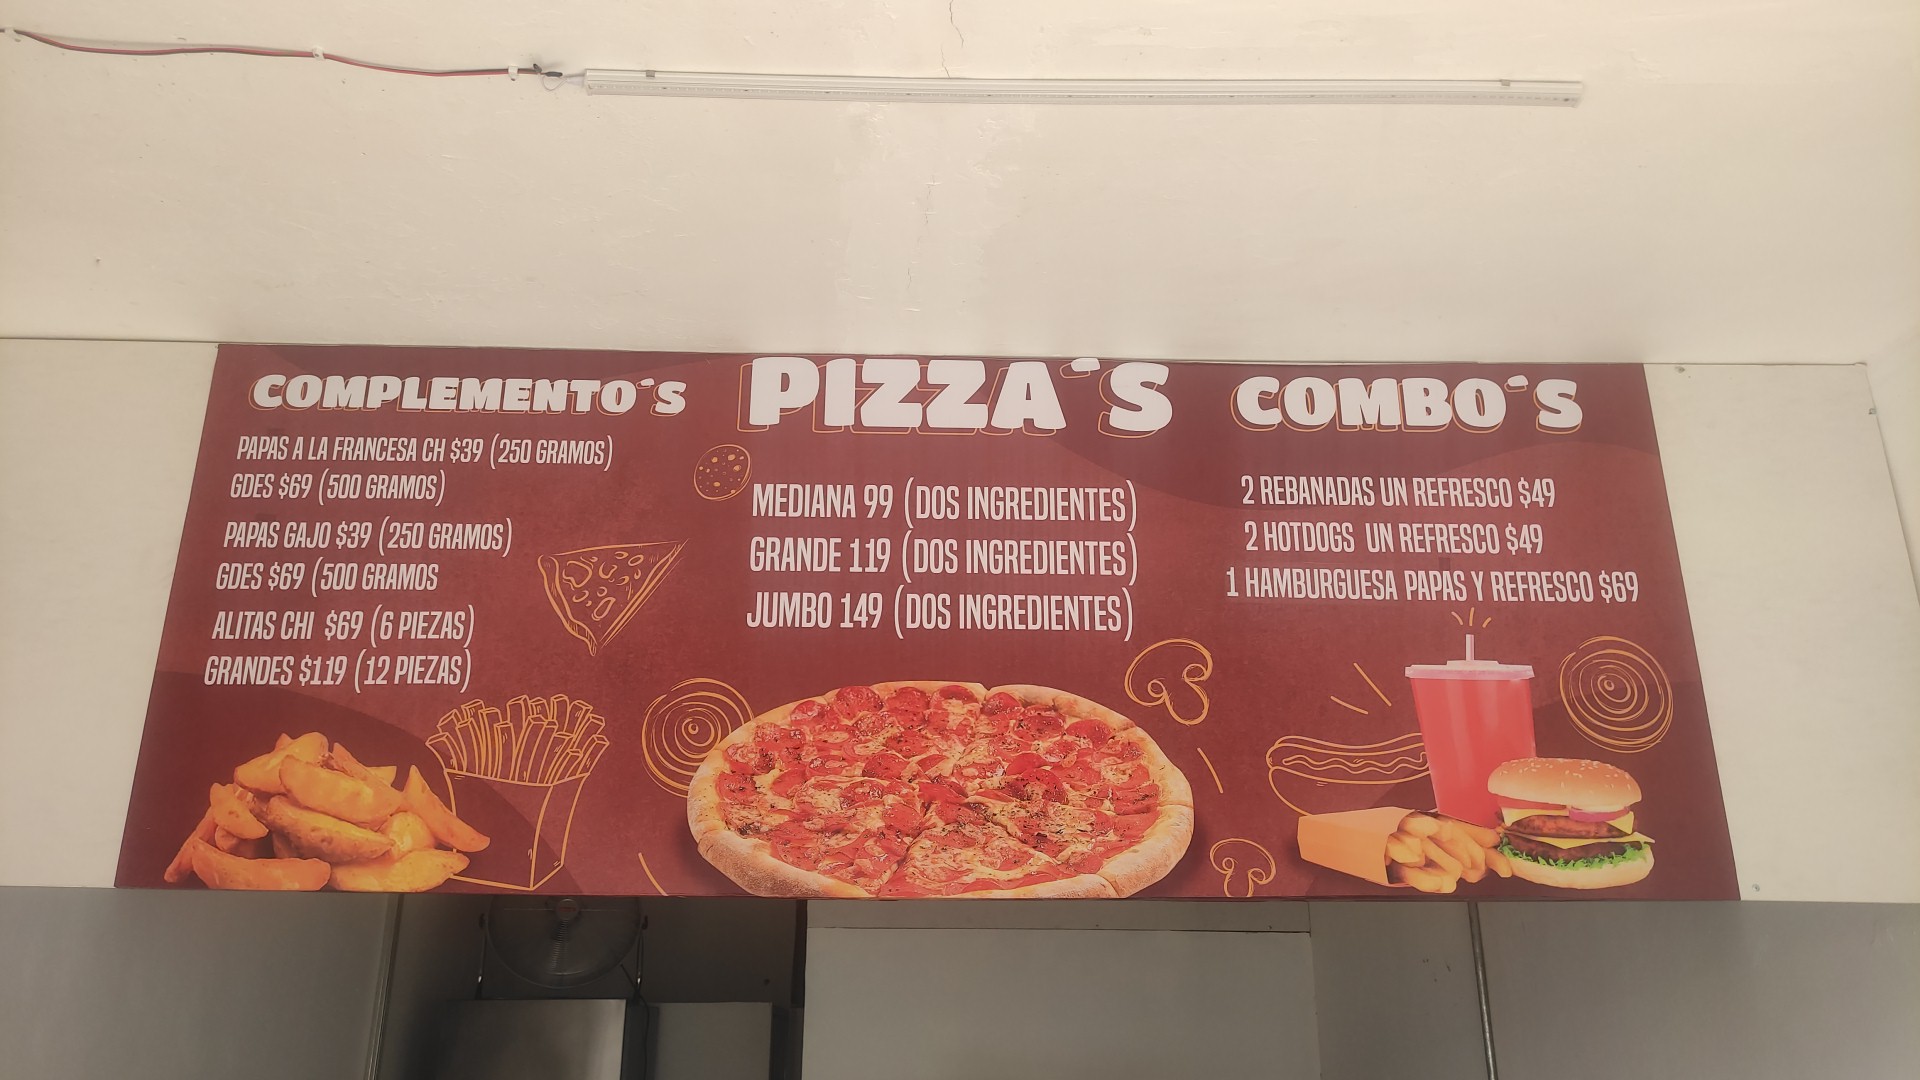 COMPLEMENTO´S
PAPAS A LA FRANCESA CH $39 (250 GRAMOS)
GDES $69 (500 GRAMOS)
PAPAS GAJO $39 (250 GRAMOS)
GDES $69 (500 GRAMOS
ALITAS CHI $69 (6 PIEZAS)
GRANDES $119 (12 PIEZAS)
PIZZA´S
MEDIANA 99 (DOS INGREDIENTES)
GRANDE 119 (DOS INGREDIENTES)
JUMBO 149 (DOS INGREDIENTES)
COMBO´S
2 REBANADAS UN REFRESCO $49
2 HOTDOGS UN REFRESCO $49
1 HAMBURGUESA PAPAS Y REFRESCO $69